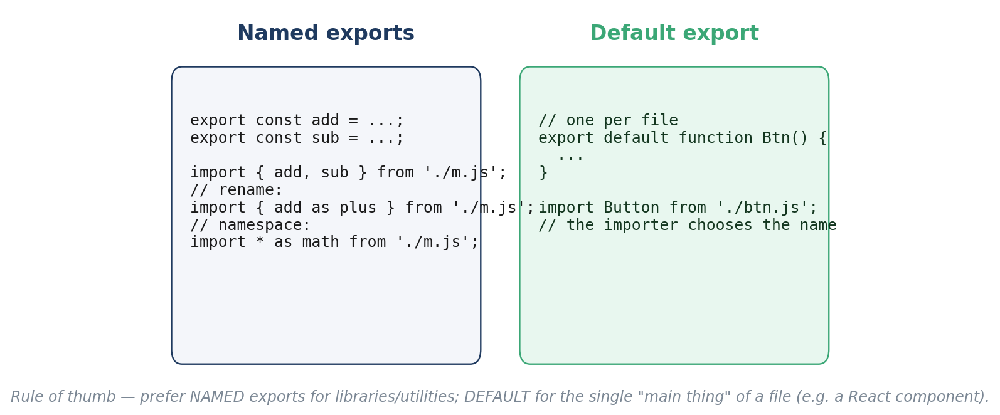 Named exports
export const add = ...;
export const sub = ...;
import { add, sub } from './m.js';
// rename:
import { add as plus } from './m.js';
// namespace:
import * as math from './m.js';
Default export
// one per file
export default function Btn() {
  ...
}
import Button from './btn.js';
// the importer chooses the name
Rule of thumb — prefer NAMED exports for libraries/utilities; DEFAULT for the single "main thing" of a file (e.g. a React component).